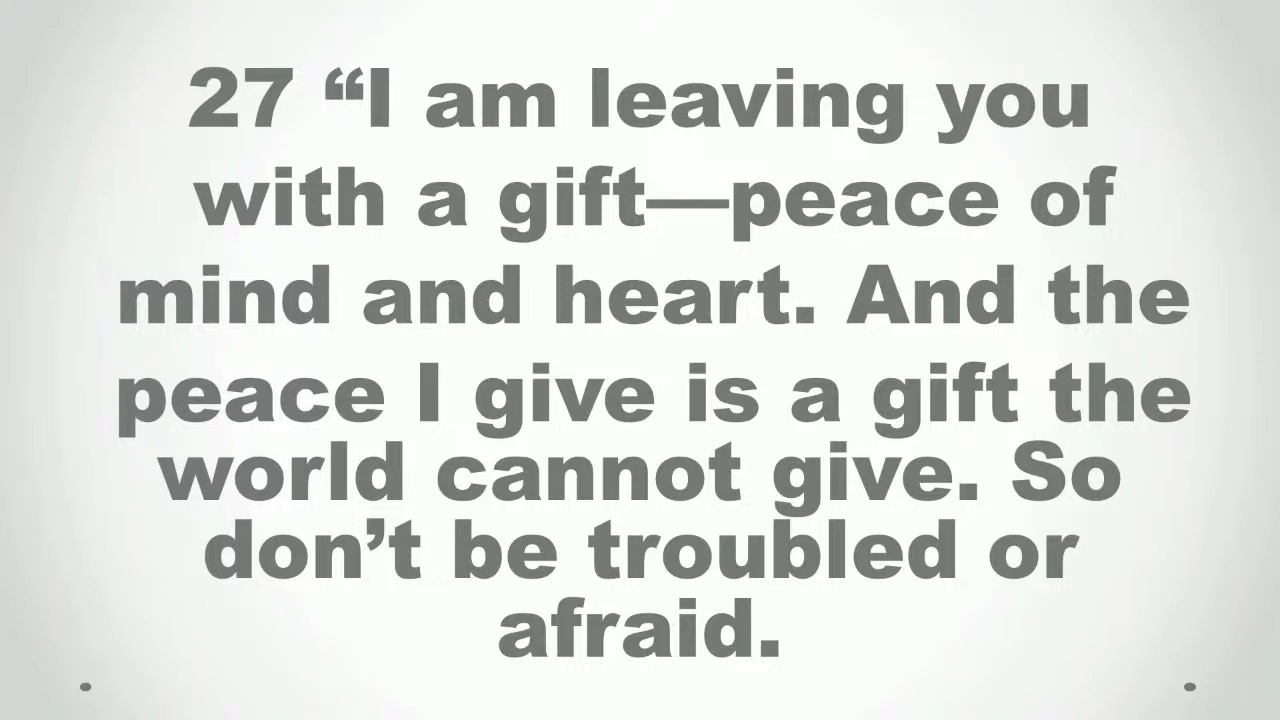 27 “I am leaving you
with a gift—peace of
mind and heart. And the
peace I give is a gift the
world cannot give. So
don’t be troubled or
afraid.